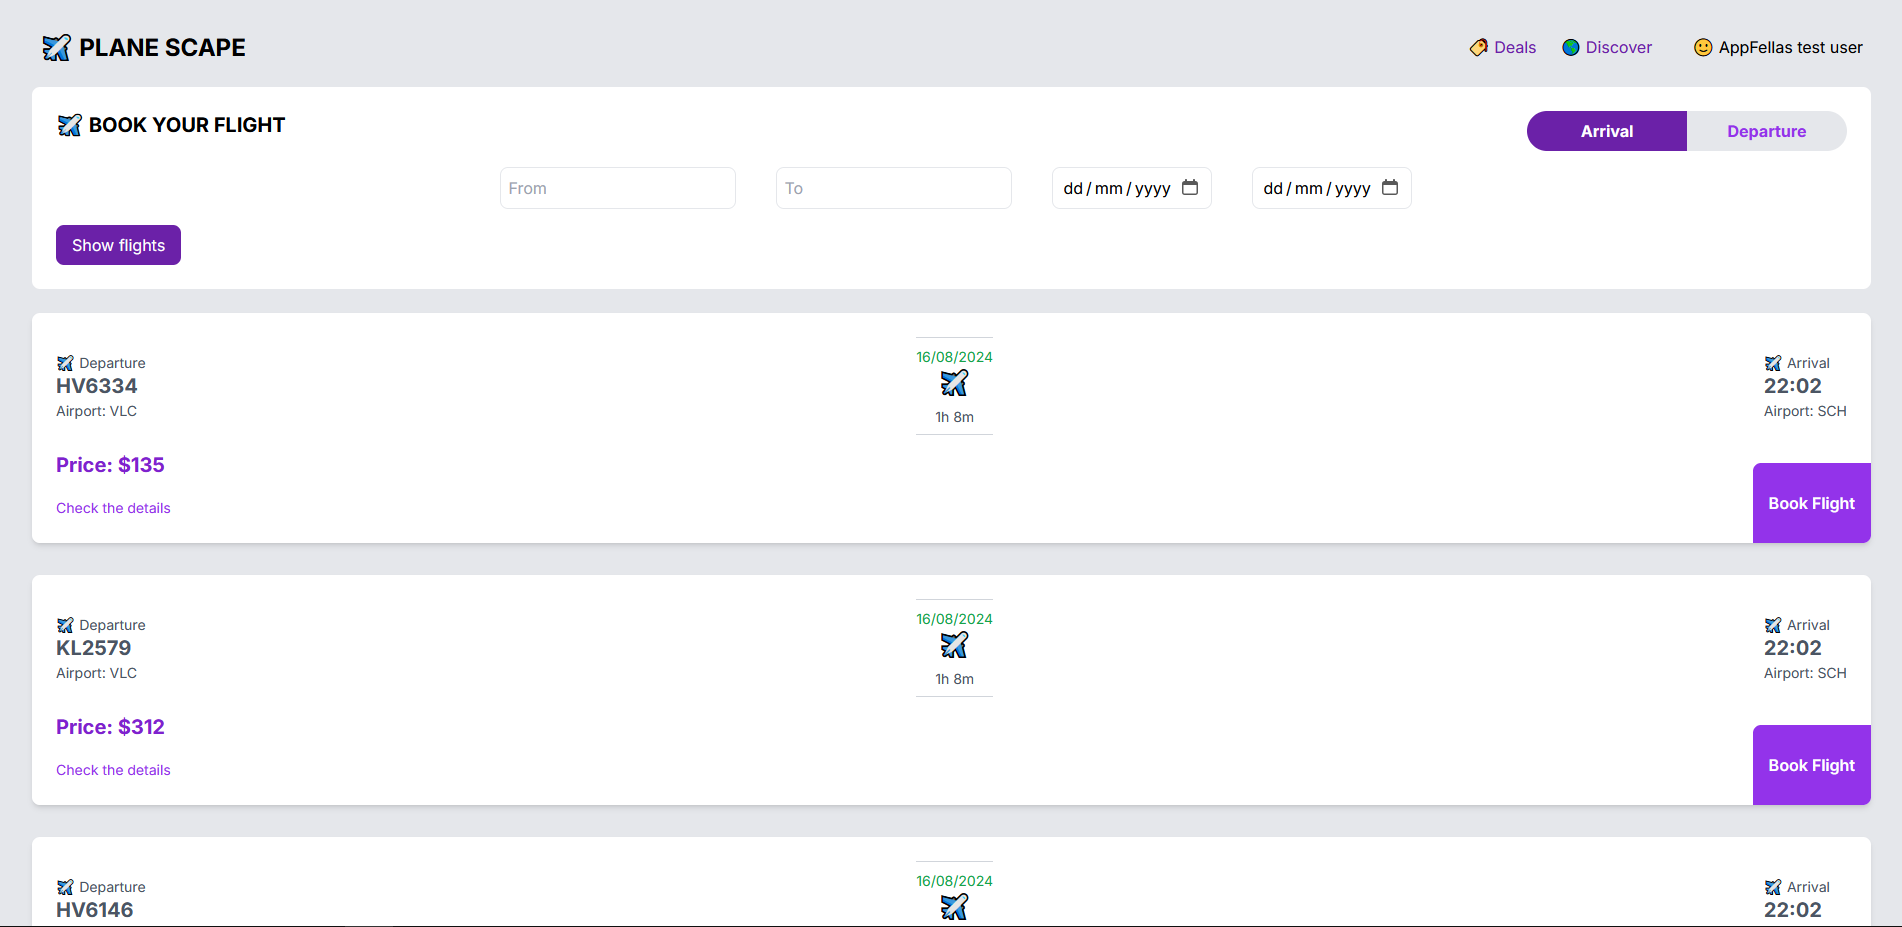 PLANE SCAPE
Deals
Discover
AppFellas test user
BOOK YOUR FLIGHT
Arrival
Departure
From
To
dd/mm/yyyy
dd/mm/yyyy
Show flights
Departure
HV6334
Airport: VLC
16/08/2024
1h 8m
Arrival
22:02
Airport: SCH
Price: $135
Check the details
Book Flight
Departure
KL2579
Airport: VLC
16/08/2024
1h 8m
Arrival
22:02
Airport: SCH
Price: $312
Check the details
Book Flight
Departure
HV6146
16/08/2024
Arrival
22:02